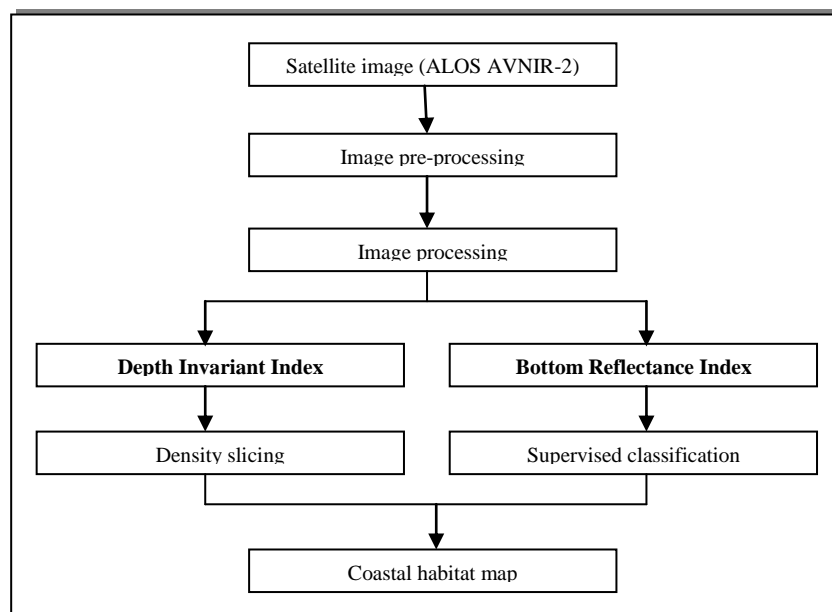 Satellite image (ALOS AVNIR-2)
Image pre-processing
Image processing
Depth Invariant Index
Bottom Reflectance Index
Density slicing
Supervised classification
Coastal habitat map